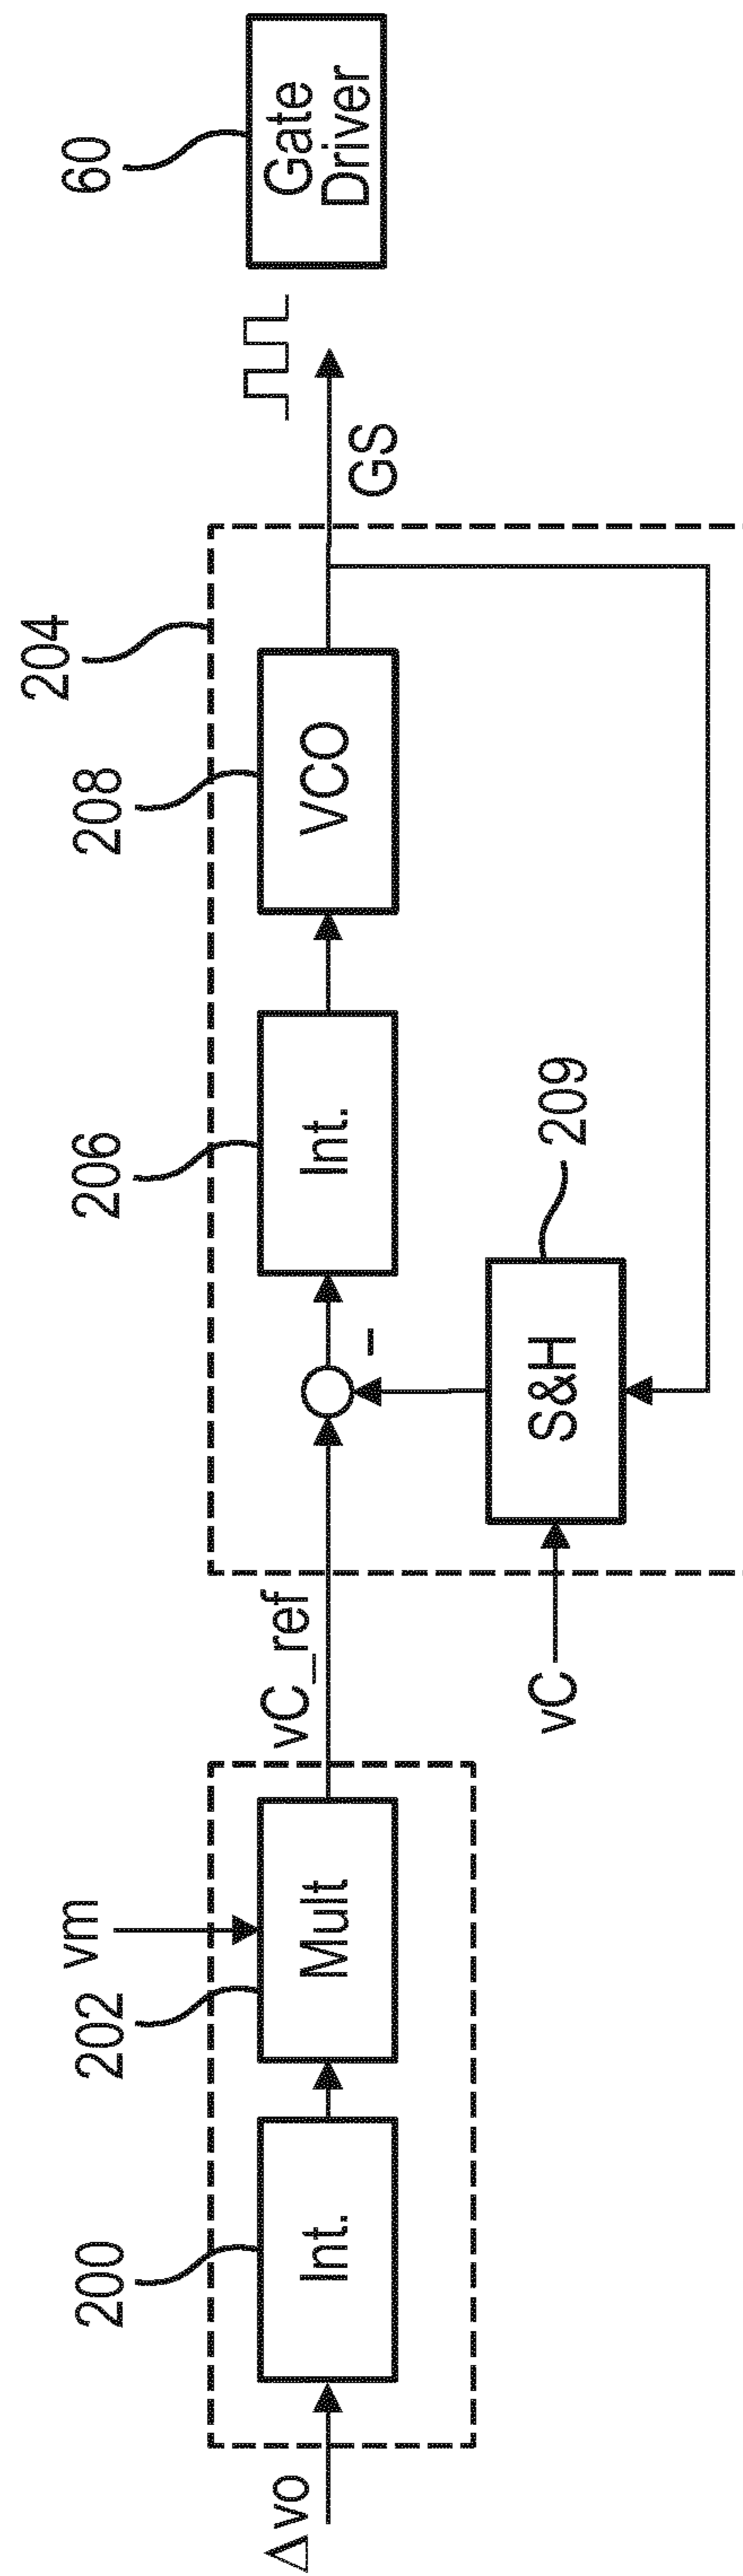 Δvo
200
Int.
202
vm
Mult
vC_ref
204
206
Int.
208
VCO
vC
S&H
209
–
GS
60
Gate
Driver